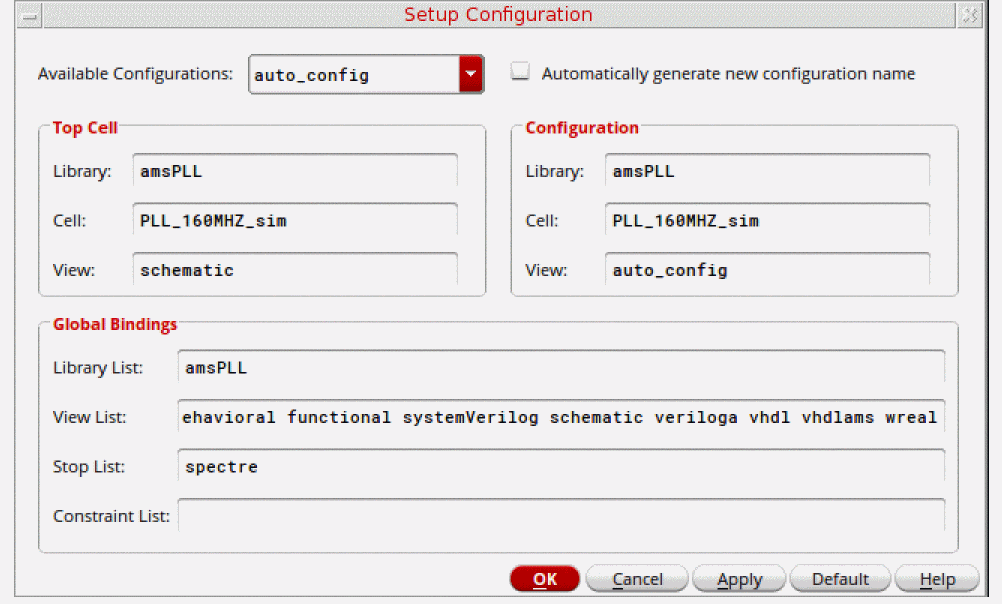 Setup Configuration
Available Configurations: auto_config Automatically generate new configuration name
Top Cell
Library: amsPLL
Cell: PLL_160MHZ_sim
View: schematic
Configuration
Library: amsPLL
Cell: PLL_160MHZ_sim
View: auto_config
Global Bindings
Library List: amsPLL
View List: ehavioral functional systemVerilog schematic veriloga vhdl vhdlams wreal
Stop List: spectre
Constraint List:
OK Cancel Apply Default Help